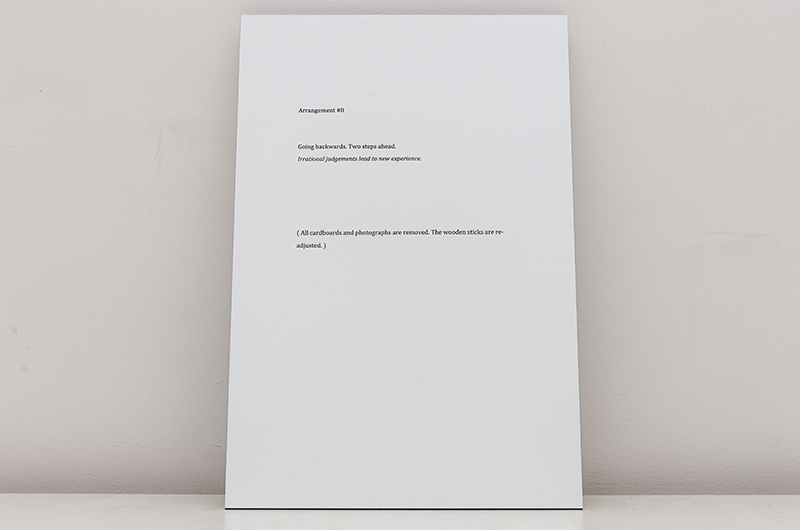 Arrangement #8
Going backwards. Two steps ahead.
Irrational judgements lead to new experience.
( All cardboards and photographs are removed. The wooden sticks are re-
adjusted. )